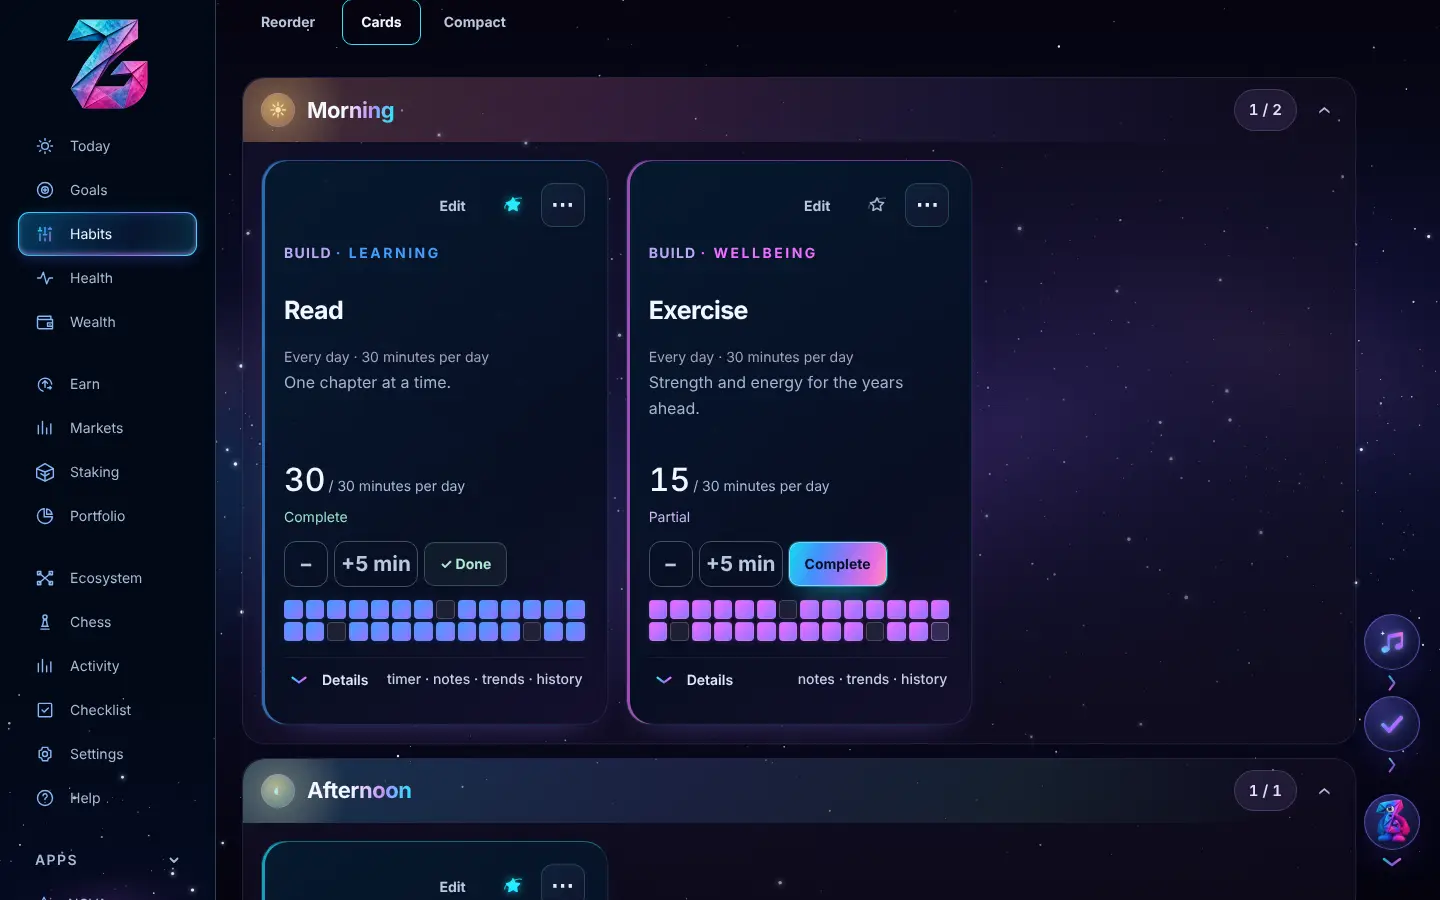 Reorder
Cards
Compact
Today
Goals
Habits
Health
Wealth
Earn
Markets
Staking
Portfolio
Ecosystem
Chess
Activity
Checklist
Settings
Help
APPS
Morning
1 / 2
Edit
BUILD · LEARNING
Read
Every day · 30 minutes per day
One chapter at a time.
30 / 30 minutes per day
Complete
– +5 min ✓ Done
Details timer · notes · trends · history
Edit
BUILD · WELLBEING
Exercise
Every day · 30 minutes per day
Strength and energy for the years
ahead.
15 / 30 minutes per day
Partial
– +5 min Complete
Details notes · trends · history
Afternoon
1 / 1
Edit